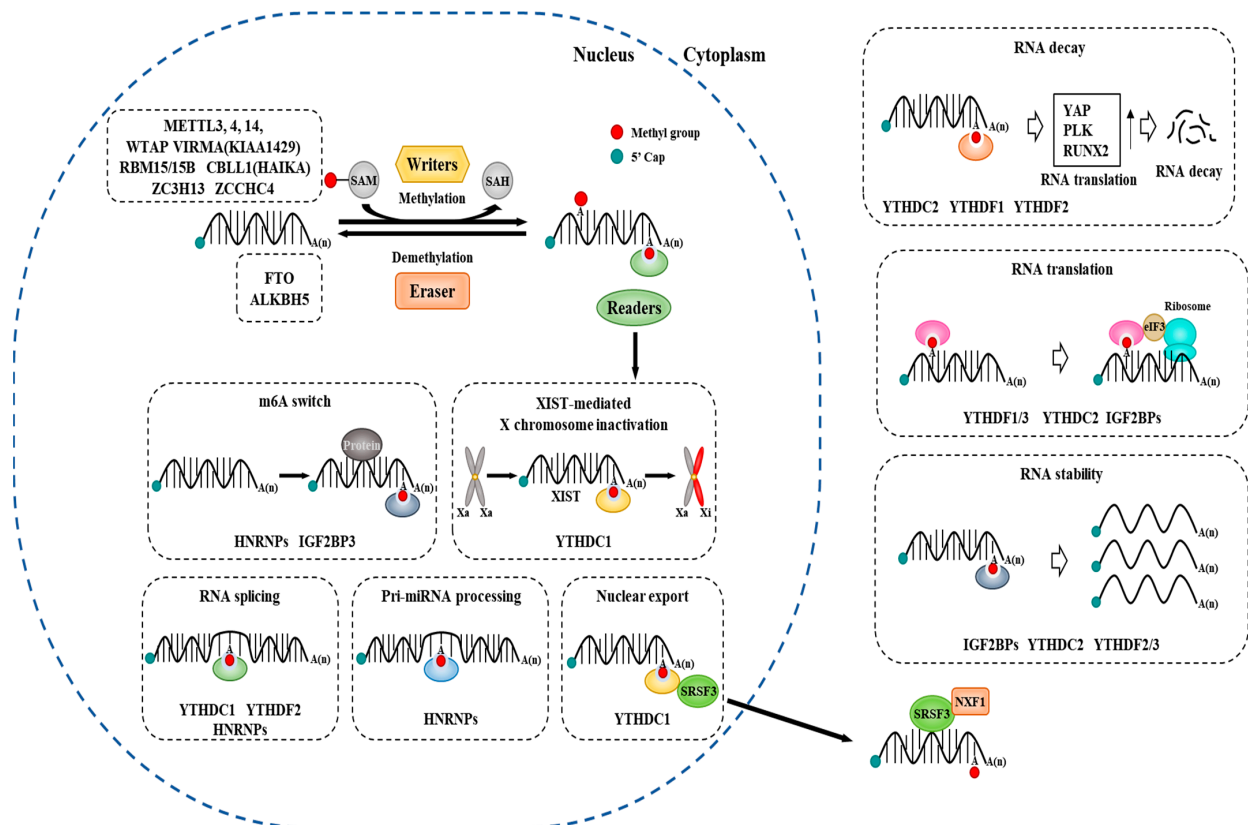 Nucleus
Cytoplasm
METTL3, 4, 14,
WTAP VIRMA(KIAA1429)
RBM15/15B CBLL1(HAIKA)
ZC3H13 ZCCHC4
SAM
Writers
SAH
Methylation
Methyl group
5' Cap
A(n)
A
A
A(n)
Demethylation
Eraser
FTO
ALKBH5
Readers
m6A switch
Protein
A(n)
A
A(n)
HNRNPs IGF2BP3
XIST-mediated
X chromosome inactivation
A
A(n)
XIST
Xa Xa
Xa Xi
YTHDC1
RNA splicing
A
A(n)
YTHDC1 YTHDF2
HNRNPs
Pri-miRNA processing
A
A(n)
HNRNPs
Nuclear export
A
A(n)
SRSF3
YTHDC1
RNA decay
A
A(n)
YAP
PLK
RUNX2
RNA translation
RNA decay
YTHDC2 YTHDF1 YTHDF2
RNA translation
Ribosome
eIF3
A
A(n)
A
A(n)
YTHDF1/3 YTHDC2 IGF2BPs
RNA stability
A
A(n)
A(n)
A(n)
A(n)
IGF2BPs YTHDC2 YTHDF2/3
SRSF3
NXF1
A
A(n)